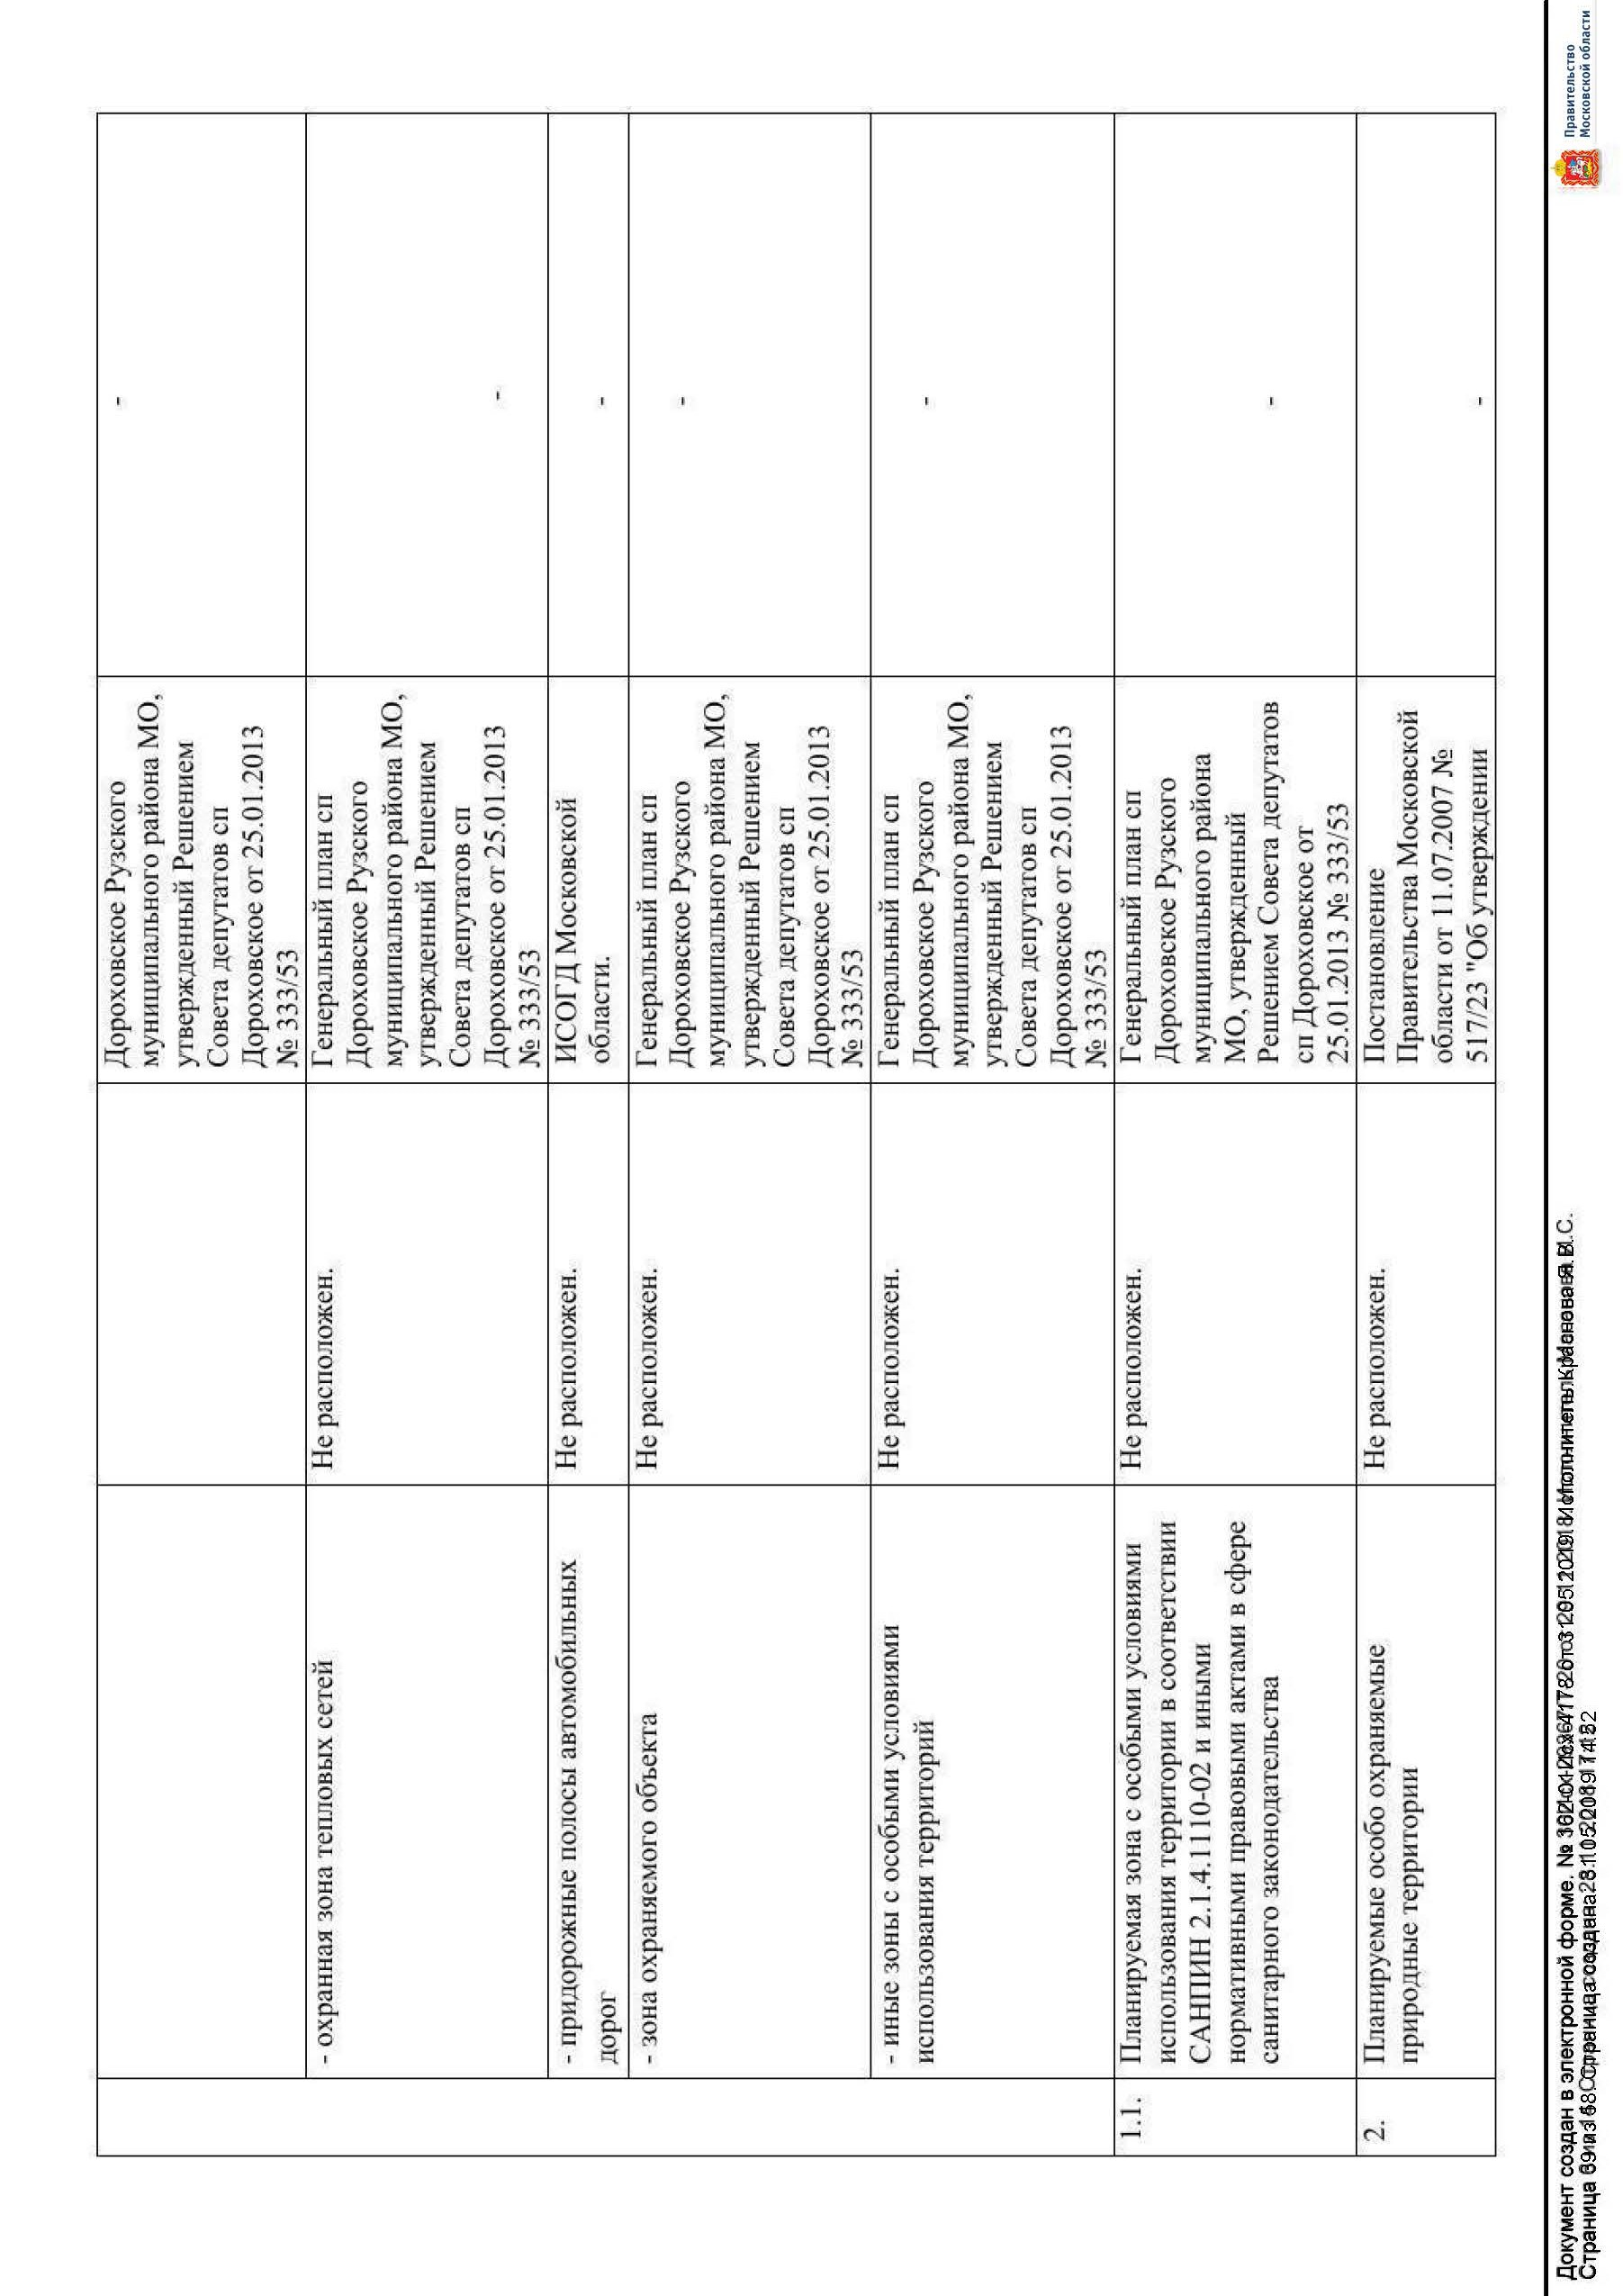 Дороховское Рузского
муниципального района МО,
утвержденный Решением
Совета депутатов сп
Дороховское от 25.01.2013
№ 333/53
-
- охранная зона тепловых сетей
Не расположен.
Генеральный план сп
Дороховское Рузского
муниципального района МО,
утвержденный Решением
Совета депутатов сп
Дороховское от 25.01.2013
№ 333/53
-
- придорожные полосы автомобильных
дорог
Не расположен.
ИСОГД Московской
области.
-
- зона охраняемого объекта
Не расположен.
Генеральный план сп
Дороховское Рузского
муниципального района МО,
утвержденный Решением
Совета депутатов сп
Дороховское от 25.01.2013
№ 333/53
-
- иные зоны с особыми условиями
использования территорий
Не расположен.
Генеральный план сп
Дороховское Рузского
муниципального района МО,
утвержденный Решением
Совета депутатов сп
Дороховское от 25.01.2013
№ 333/53
-
1.1.
Планируемая зона с особыми условиями
использования территории в соответствии
САНПИН 2.1.4.1110-02 и иными
нормативными правовыми актами в сфере
санитарного законодательства
Не расположен.
Генеральный план сп
Дороховское Рузского
муниципального района
МО, утвержденный
Решением Совета депутатов
сп Дороховское от
25.01.2013 № 333/53
-
2.
Планируемые особо охраняемые
природные территории
Не расположен.
Постановление
Правительства Московской
области от 11.07.2007 №
517/23 "Об утверждении
-
Документ создан в электронной форме. №
Страница
Правительство
Московской области